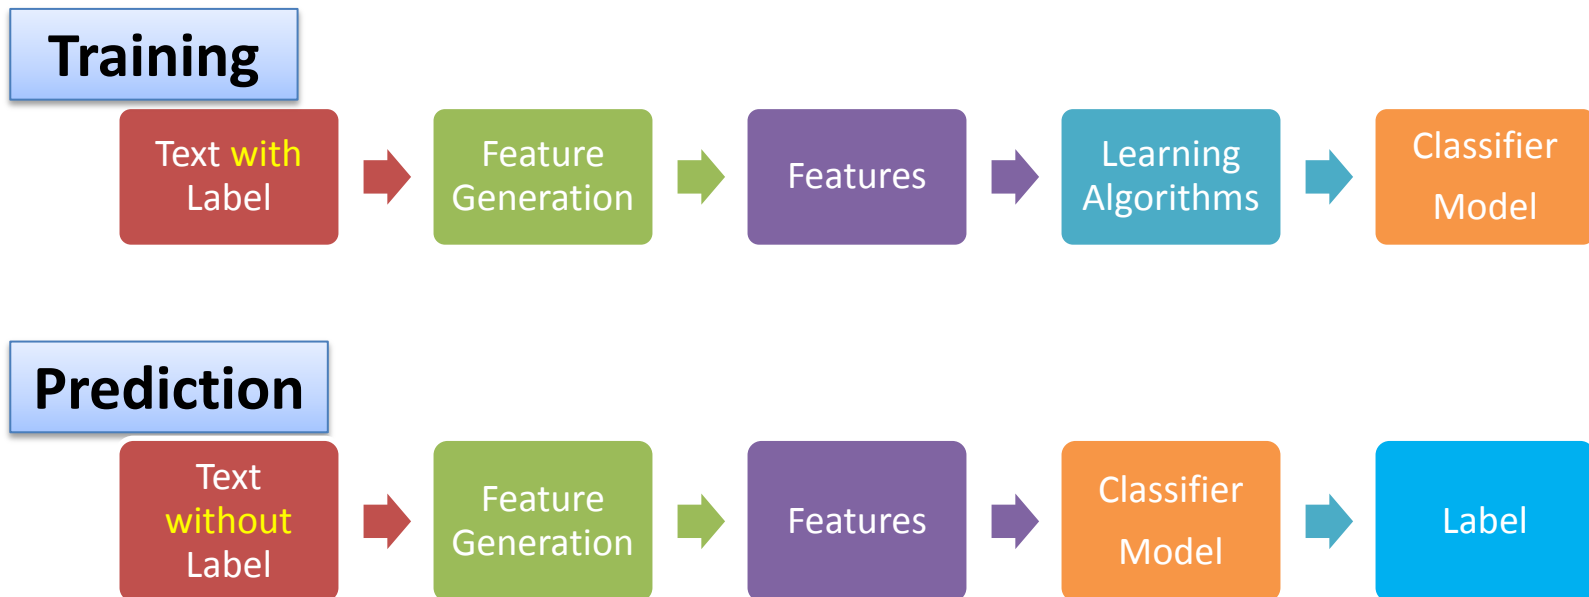 Training
Text with
Label
Feature
Generation
Features
Learning
Algorithms
Classifier
Model
Prediction
Text
without
Label
Feature
Generation
Features
Classifier
Model
Label